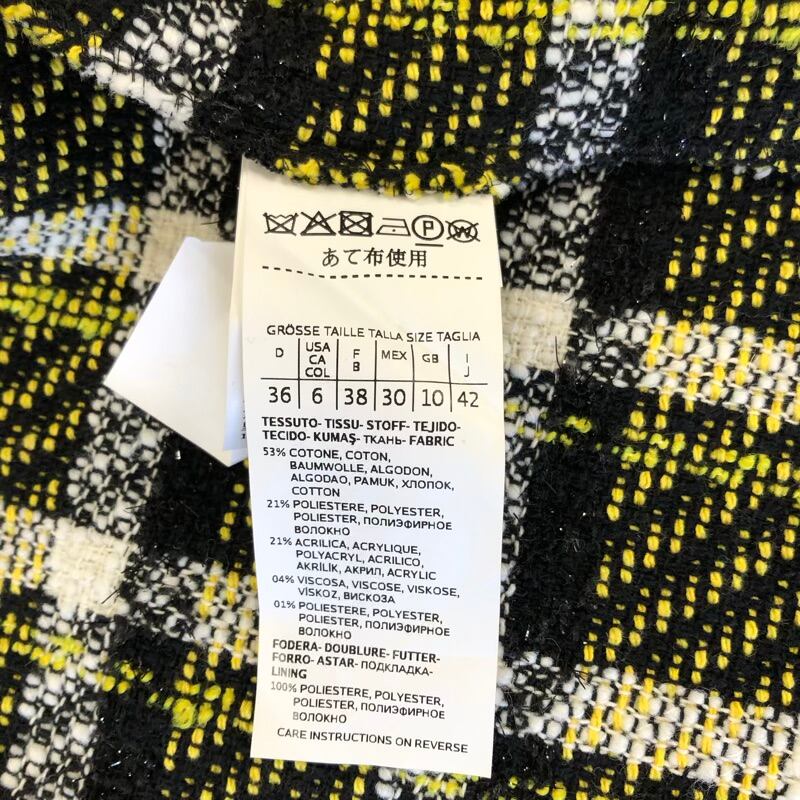 P
あて布使用
GRÖSSE TAILLE TALLA SIZE TAGLIA
D USA CA COL F B MEX GB I J
36 6 38 30 10 42
TESSUTO- TISSU- STOFF- TEJIDO-
TECIDO- KUMAŞ- ТКАНЬ- FABRIC
53% COTONE, COTON,
BAUMWOLLE, ALGODON,
ALGODAO, PAMUK, ХЛОПОК,
COTTON
21% POLIESTERE, POLYESTER,
POLIESTER, ПОЛИЭФИРНОЕ
ВОЛОКНО
21% ACRILICA, ACRYLIQUE,
POLYACRYL, ACRILICO,
AKRİLİK, АКРИЛ, ACRYLIC
04% VISCOSA, VISCOSE, VISKOSE,
VİSKOZ, ВИСКОЗА
01% POLIESTERE, POLYESTER,
POLIESTER, ПОЛИЭФИРНОЕ
ВОЛОКНО
FODERA- DOUBLURE- FUTTER-
FORRO- ASTAR- ПОДКЛАДКА-
LINING
100% POLIESTERE, POLYESTER,
POLIESTER, ПОЛИЭФИРНОЕ
ВОЛОКНО
CARE INSTRUCTIONS ON REVERSE